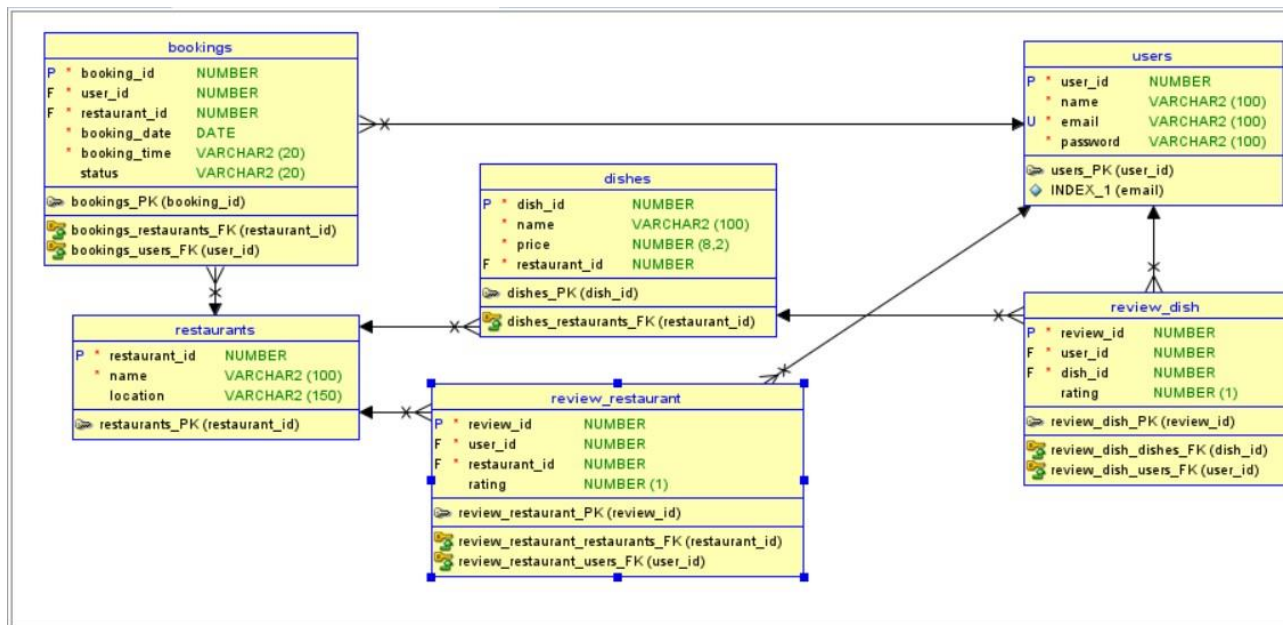 bookings
P * booking_id NUMBER
F * user_id NUMBER
F * restaurant_id NUMBER
* booking_date DATE
* booking_time VARCHAR2 (20)
status VARCHAR2 (20)
bookings_PK (booking_id)
bookings_restaurants_FK (restaurant_id)
bookings_users_FK (user_id)
users
P * user_id NUMBER
* name VARCHAR2 (100)
U * email VARCHAR2 (100)
* password VARCHAR2 (100)
users_PK (user_id)
INDEX_1 (email)
dishes
P * dish_id NUMBER
* name VARCHAR2 (100)
* price NUMBER (8,2)
F * restaurant_id NUMBER
dishes_PK (dish_id)
dishes_restaurants_FK (restaurant_id)
restaurants
P * restaurant_id NUMBER
* name VARCHAR2 (100)
location VARCHAR2 (150)
restaurants_PK (restaurant_id)
review_dish
P * review_id NUMBER
F * user_id NUMBER
F * dish_id NUMBER
rating NUMBER (1)
review_dish_PK (review_id)
review_dish_dishes_FK (dish_id)
review_dish_users_FK (user_id)
review_restaurant
P * review_id NUMBER
F * user_id NUMBER
F * restaurant_id NUMBER
rating NUMBER (1)
review_restaurant_PK (review_id)
review_restaurant_restaurants_FK (restaurant_id)
review_restaurant_users_FK (user_id)